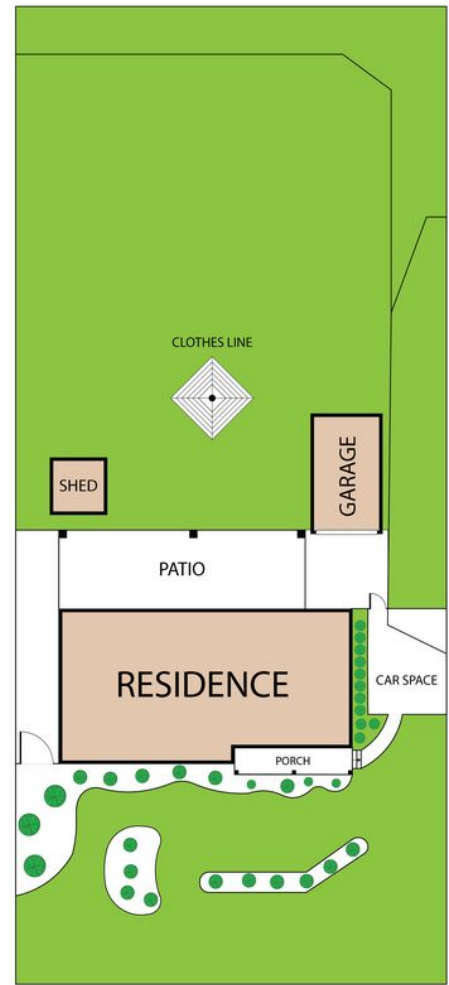 CLOTHES LINE
GARAGE
SHED
PATIO
RESIDENCE
CAR SPACE
PORCH